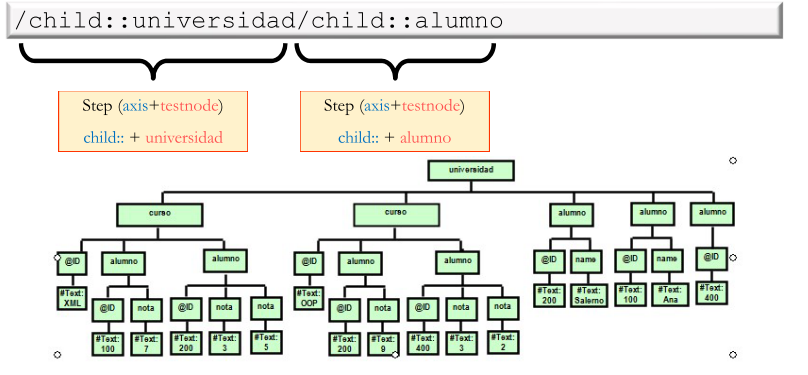 /child::universidad/child::alumno
Step (axis+testnode)
child:: + universidad
Step (axis+testnode)
child:: + alumno
universidad
curso
curso
alumno
alumno
alumno
@ID
alumno
alumno
@ID
alumno
alumno
@ID
name
@ID
name
@ID
#Text:
XML
#Text:
OOP
#Text:
200
#Text:
Salerno
#Text:
100
#Text:
Ana
#Text:
400
@ID
nota
@ID
nota
nota
@ID
nota
@ID
nota
nota
#Text:
100
#Text:
7
#Text:
200
#Text:
3
#Text:
5
#Text:
200
#Text:
9
#Text:
400
#Text:
3
#Text:
2